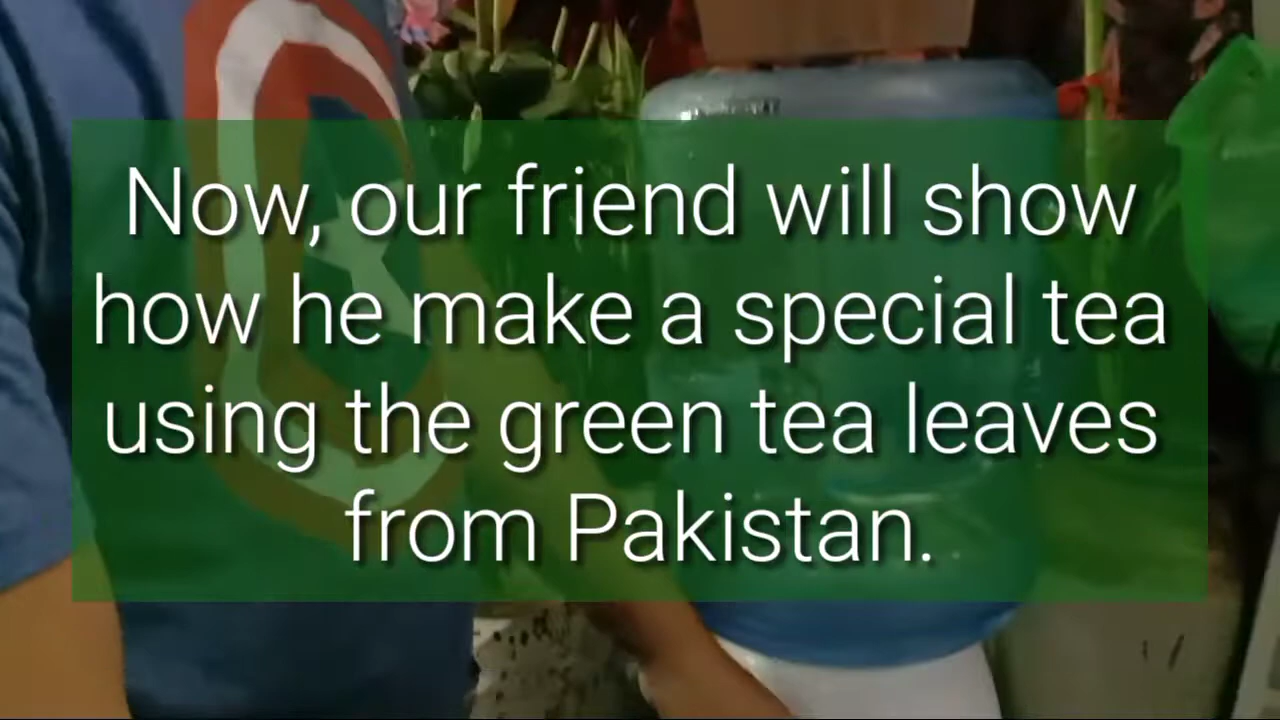 Now, our friend will show
how he make a special tea
using the green tea leaves
from Pakistan.